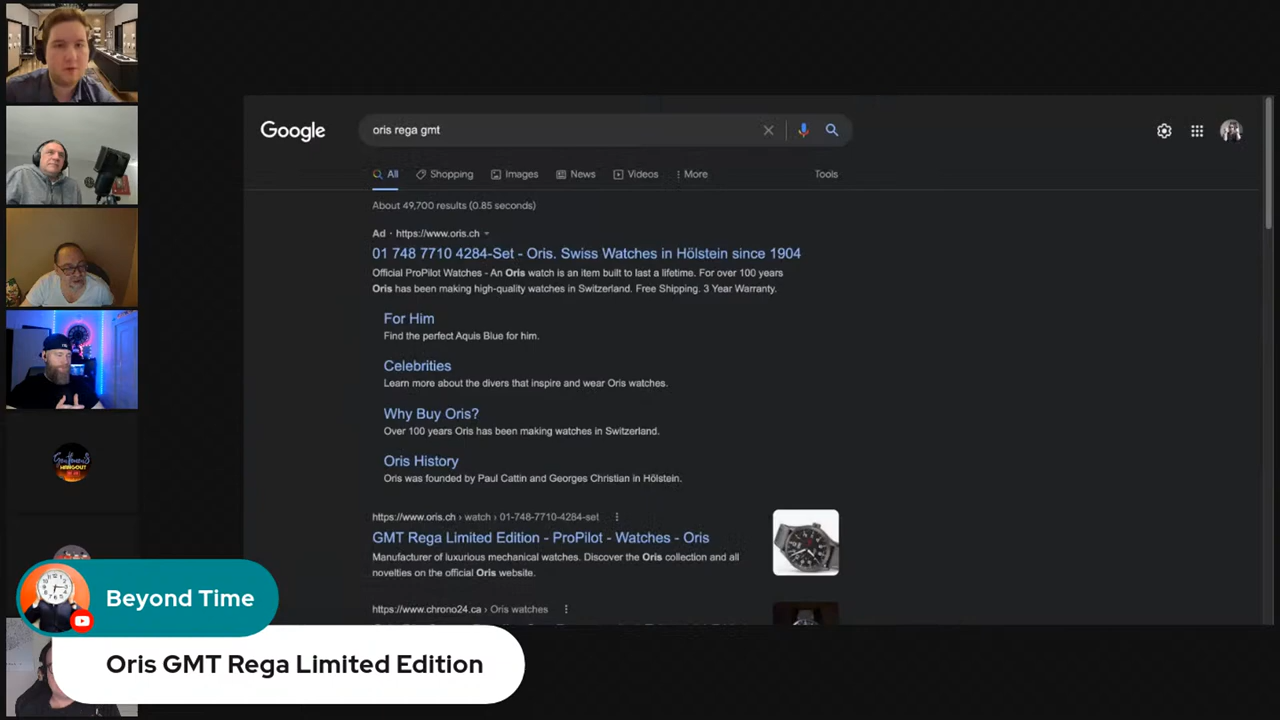 Google
oris rega gmt
All
Shopping
Images
News
Videos
More
Tools
About 49,700 results (0.85 seconds)
Ad · https://www.oris.ch
01 748 7710 4284-Set - Oris. Swiss Watches in Hölstein since 1904
Official ProPilot Watches - An Oris watch is an item built to last a lifetime. For over 100 years
Oris has been making high-quality watches in Switzerland. Free Shipping. 3 Year Warranty.
For Him
Find the perfect Aquis Blue for him.
Celebrities
Learn more about the divers that inspire and wear Oris watches.
Why Buy Oris?
Over 100 years Oris has been making watches in Switzerland.
Oris History
Oris was founded by Paul Cattin and Georges Christian in Hölstein.
https://www.oris.ch › watch › 01-748-7710-4284-set
GMT Rega Limited Edition - ProPilot - Watches - Oris
Manufacturer of luxurious mechanical watches. Discover the Oris collection and all
novelties on the official Oris website.
https://www.chrono24.ca › Oris watches
HANGOUT
Beyond Time
Oris GMT Rega Limited Edition